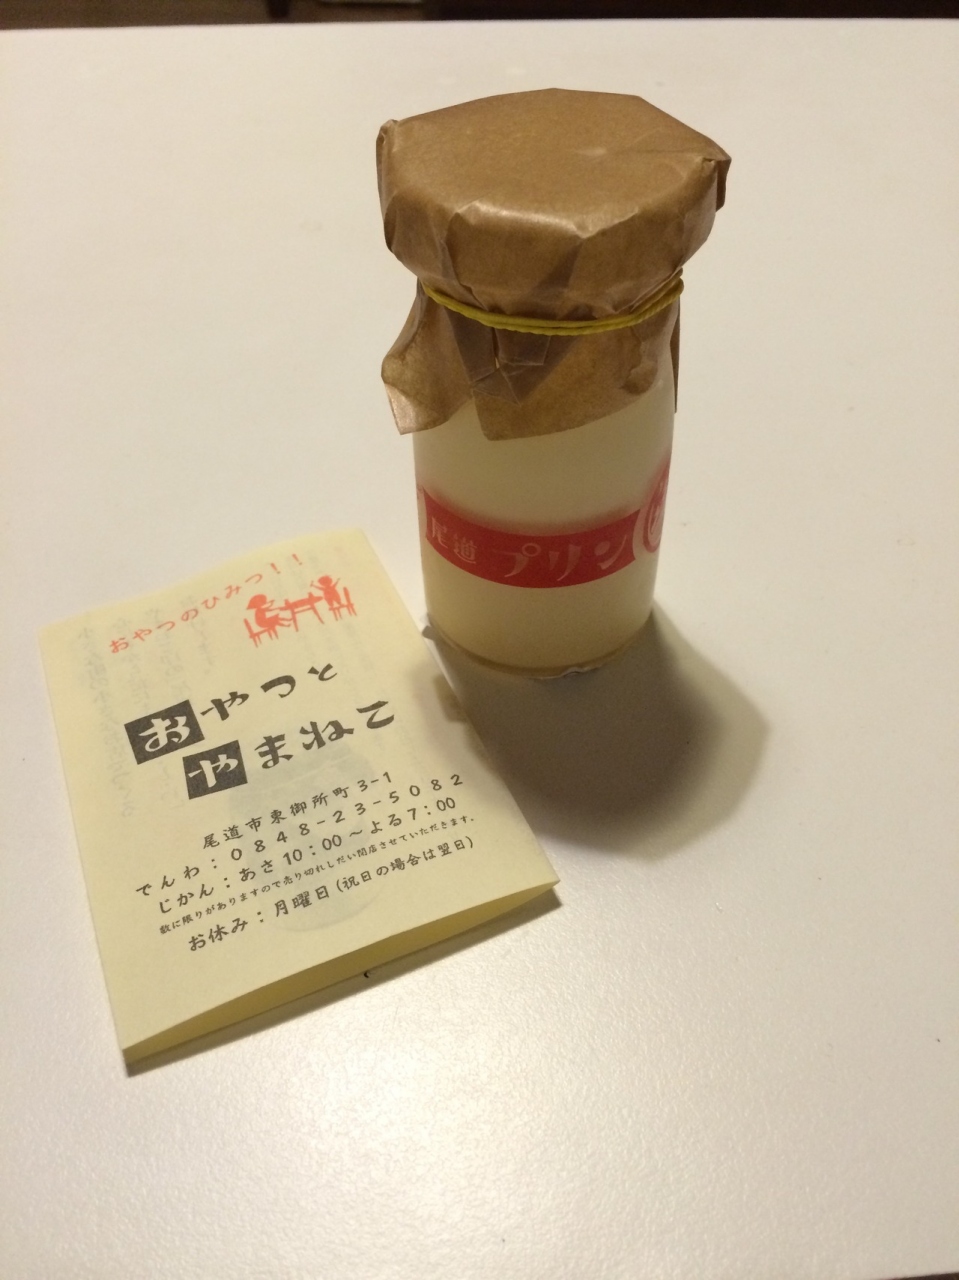 尾道 プリン
おやつのひみつ！！
おやつと
やまねこ
尾道市東御所町3-1
でんわ：0848-23-5082
じかん：あさ10：00～よる7：00
数に限りがありますので売り切れしだい閉店させていただきます。
お休み：月曜日(祝日の場合は翌日)